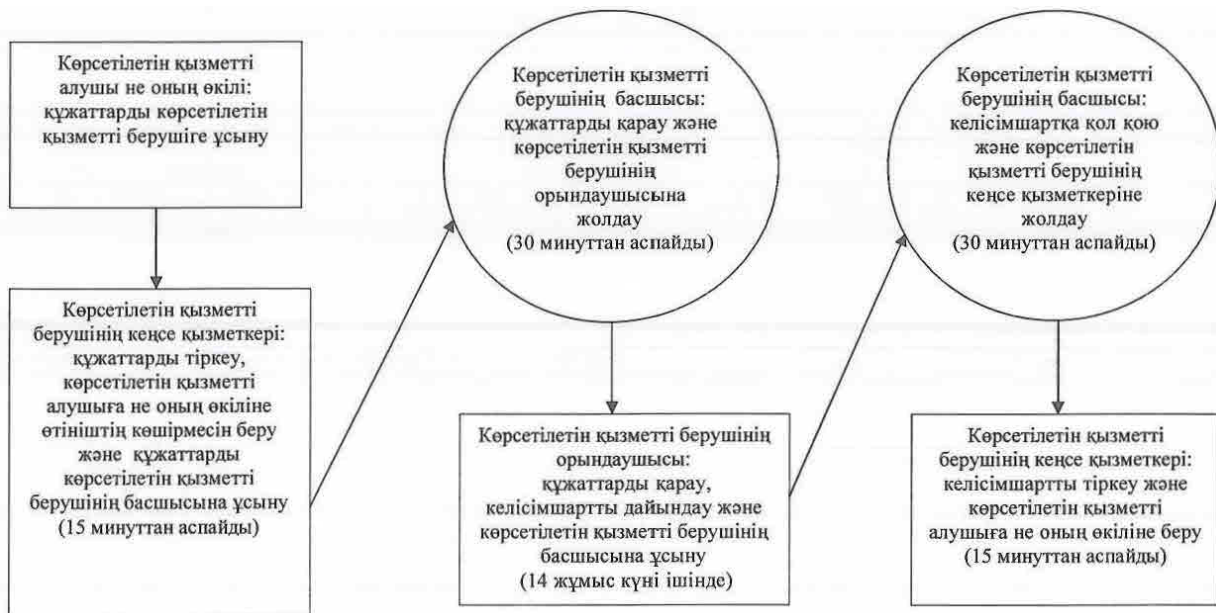 Көрсетілетін қызметті
алушы не оның өкілі:
құжаттарды көрсетілетін
қызметті берушіге ұсыну
Көрсетілетін қызметті
берушінің кеңсе қызметкері:
құжаттарды тіркеу,
көрсетілетін қызметті
алушыға не оның өкіліне
өтініштің көшірмесін беру
және құжаттарды
көрсетілетін қызметті
берушінің басшысына ұсыну
(15 минуттан аспайды)
Көрсетілетін қызметті
берушінің басшысы:
құжаттарды қарау және
көрсетілетін қызметті
берушінің
орындаушысына
жолдау
(30 минуттан аспайды)
Көрсетілетін қызметті берушінің
орындаушысы:
құжаттарды қарау,
келісімшартты дайындау және
көрсетілетін қызметті берушінің
басшысына ұсыну
(14 жұмыс күні ішінде)
Көрсетілетін қызметті
берушінің басшысы:
келісімшартқа қол қою
және көрсетілетін
қызметті берушінің
кеңсе қызметкеріне
жолдау
(30 минуттан аспайды)
Көрсетілетін қызметті
берушінің кеңсе қызметкері:
келісімшартты тіркеу және
көрсетілетін қызметті
алушыға не оның өкіліне беру
(15 минуттан аспайды)